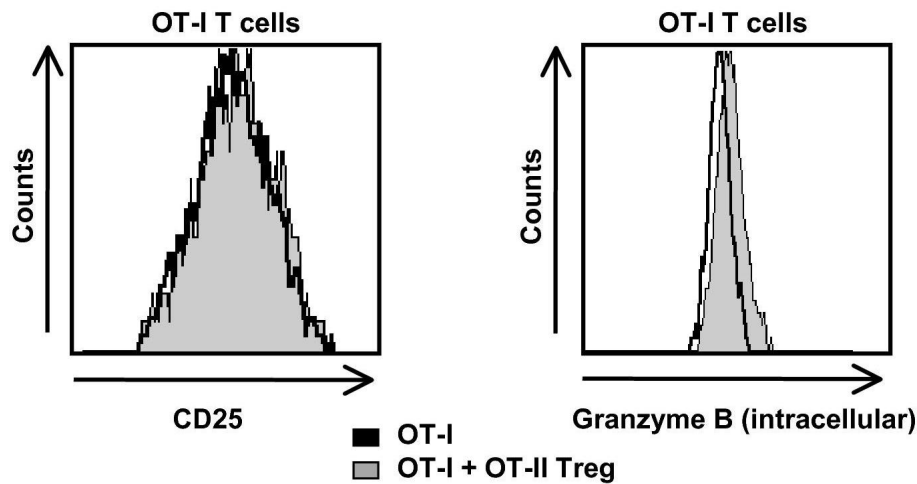 OT-I T cells
Counts
CD25
OT-I T cells
Counts
Granzyme B (intracellular)
OT-I
OT-I + OT-II Treg